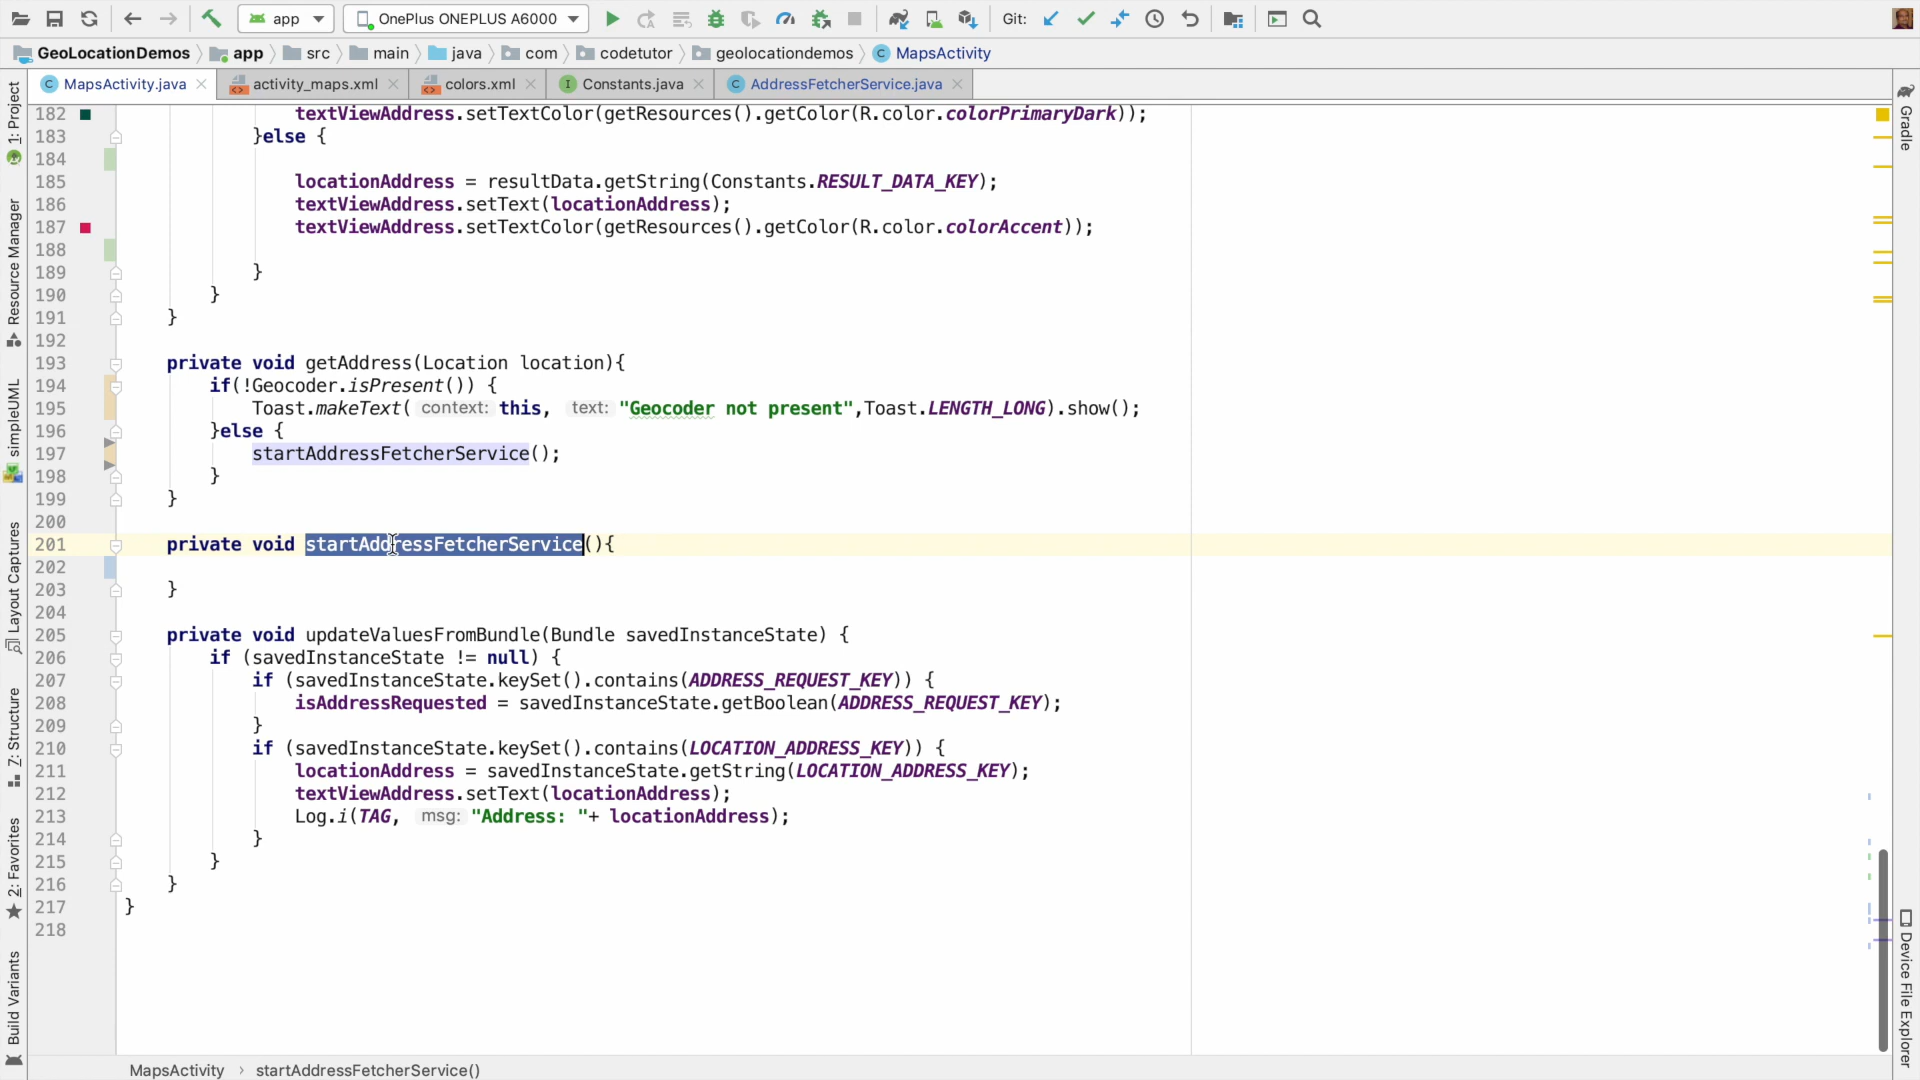 app
OnePlus ONEPLUS A6000
Git:
GeoLocationDemos
app
src
main
java
com
codetutor
geolocationdemos
MapsActivity
MapsActivity.java
activity_maps.xml
colors.xml
Constants.java
AddressFetcherService.java
1: Project
Resource Manager
simpleUML
Layout Captures
7: Structure
2: Favorites
Build Variants
182 textViewAddress.setTextColor(getResources().getColor(R.color.colorPrimaryDark));
183 }else {
184
185 locationAddress = resultData.getString(Constants.RESULT_DATA_KEY);
186 textViewAddress.setText(locationAddress);
187 textViewAddress.setTextColor(getResources().getColor(R.color.colorAccent));
188
189 }
190 }
191 }
192
193 private void getAddress(Location location){
194 if(!Geocoder.isPresent()) {
195 Toast.makeText( context: this, text: "Geocoder not present",Toast.LENGTH_LONG).show();
196 }else {
197 startAddressFetcherService();
198 }
199 }
200
201 private void startAddressFetcherService(){
202
203 }
204
205 private void updateValuesFromBundle(Bundle savedInstanceState) {
206 if (savedInstanceState != null) {
207 if (savedInstanceState.keySet().contains(ADDRESS_REQUEST_KEY)) {
208 isAddressRequested = savedInstanceState.getBoolean(ADDRESS_REQUEST_KEY);
209 }
210 if (savedInstanceState.keySet().contains(LOCATION_ADDRESS_KEY)) {
211 locationAddress = savedInstanceState.getString(LOCATION_ADDRESS_KEY);
212 textViewAddress.setText(locationAddress);
213 Log.i(TAG, msg: "Address: "+ locationAddress);
214 }
215 }
216 }
217 }
218
Gradle
Device File Explorer
MapsActivity
startAddressFetcherService()